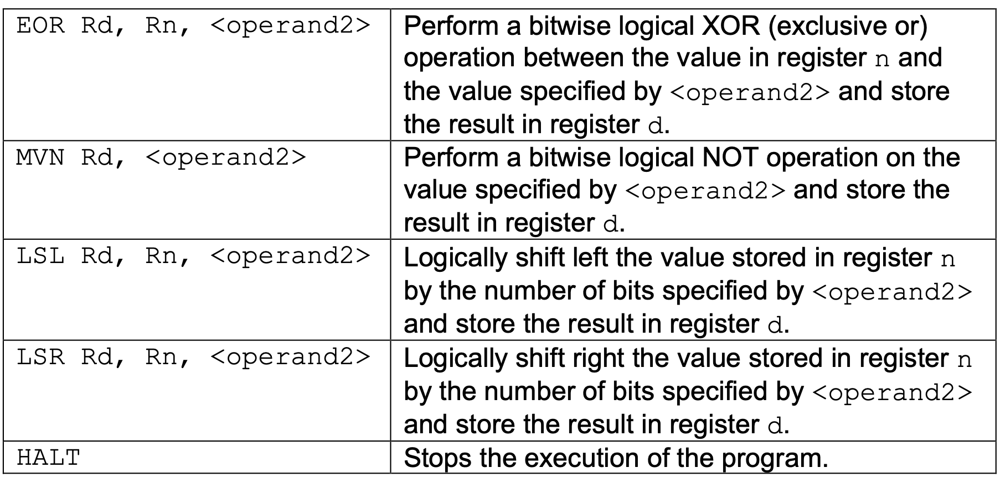 EOR Rd, Rn, <operand2>
Perform a bitwise logical XOR (exclusive or)
operation between the value in register n and
the value specified by <operand2> and store
the result in register d.
MVN Rd, <operand2>
Perform a bitwise logical NOT operation on the
value specified by <operand2> and store the
result in register d.
LSL Rd, Rn, <operand2>
Logically shift left the value stored in register n
by the number of bits specified by <operand2>
and store the result in register d.
LSR Rd, Rn, <operand2>
Logically shift right the value stored in register n
by the number of bits specified by <operand2>
and store the result in register d.
HALT
Stops the execution of the program.